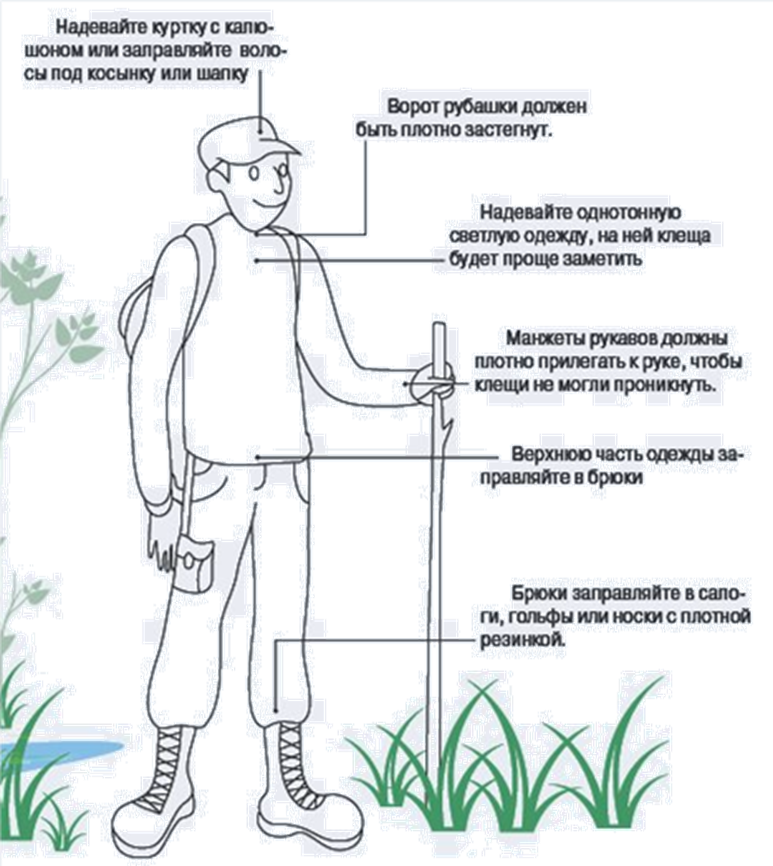 Надевайте куртку с капю-
шоном или заправляйте воло-
сы под косынку или шапку
Ворот рубашки должен
быть плотно застегнут.
Надевайте однотонную
светлую одежду, на ней клеща
будет проще заметить
Манжеты рукавов должны
плотно прилегать к руке, чтобы
клещи не могли проникнуть.
Верхнюю часть одежды за-
правляйте в брюки
Брюки заправляйте в сапо-
ги, гольфы или носки с плотной
резинкой.